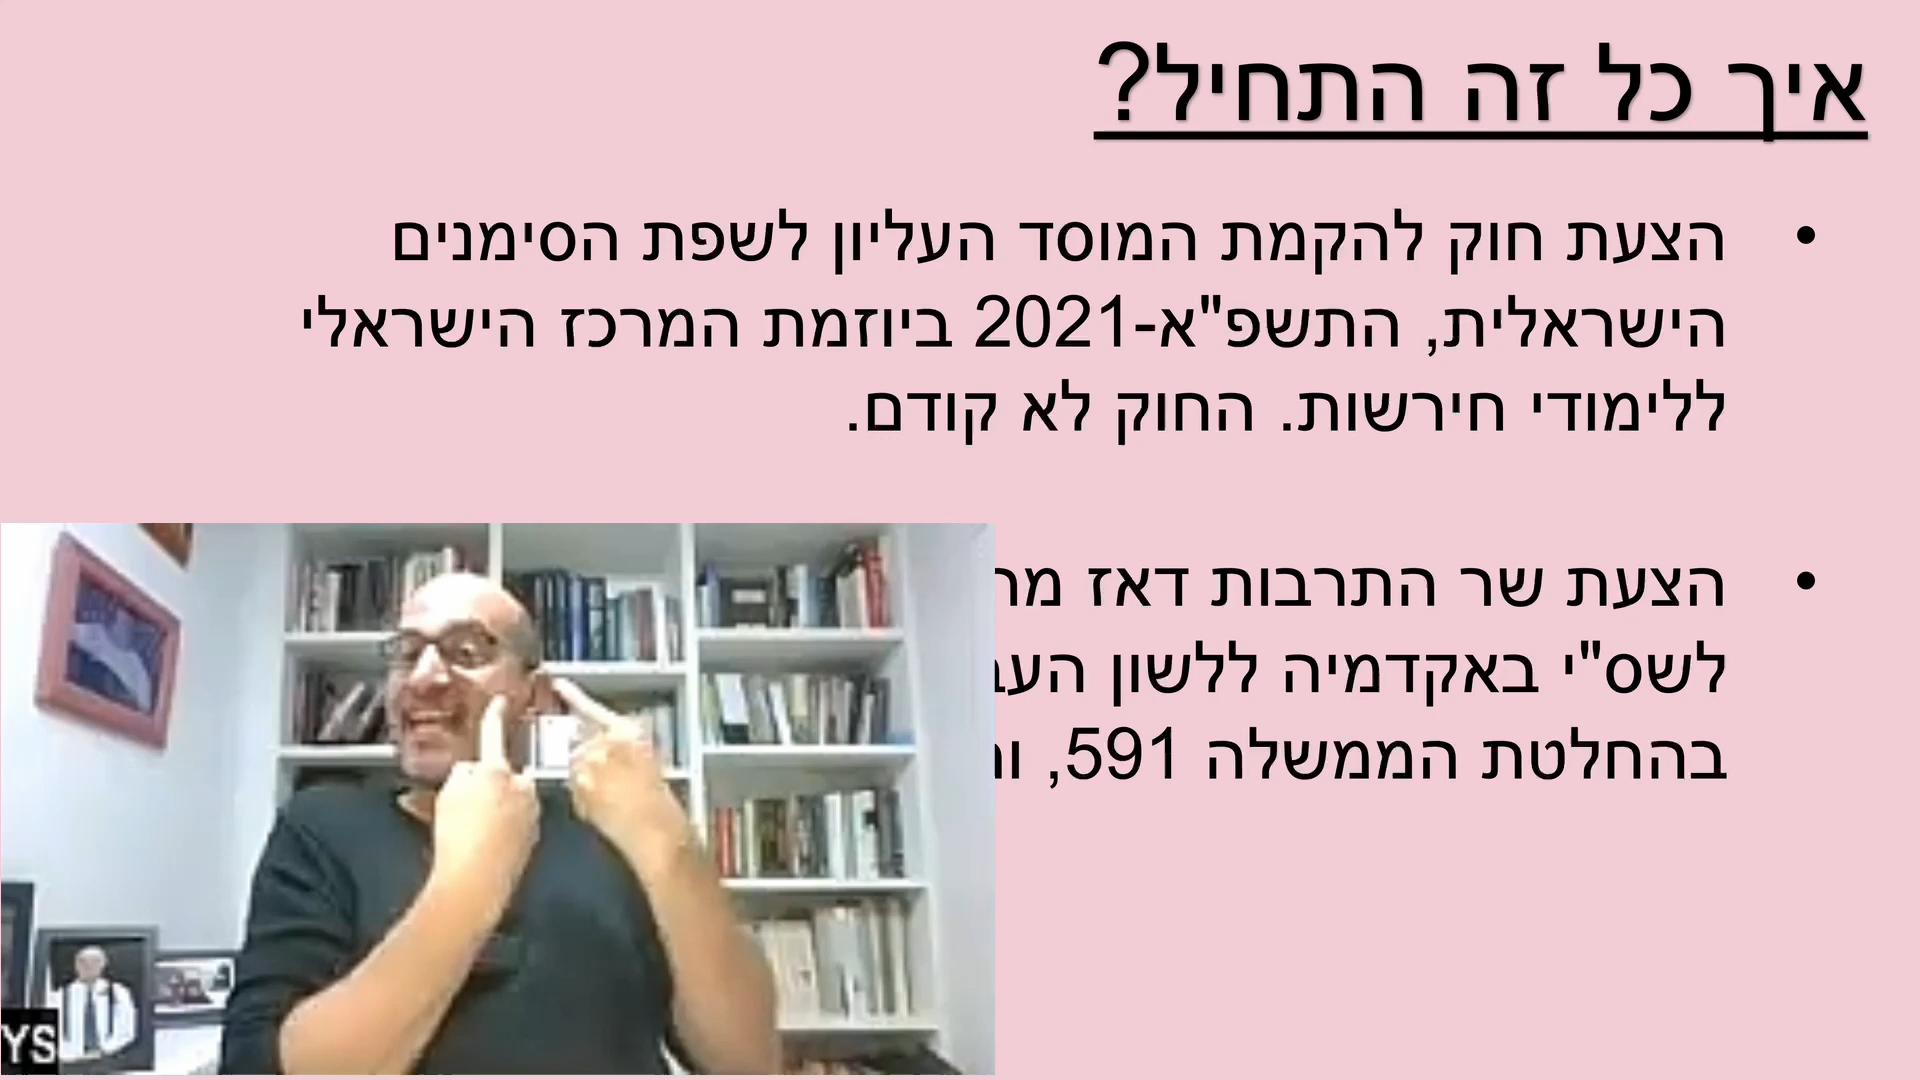 איך כל זה התחיל?
• הצעת חוק להקמת המוסד העליון לשפת הסימנים
הישראלית, התשפ"א-2021 ביוזמת המרכז הישראלי
ללימודי חירשות. החוק לא קודם.
• הצעת שר התרבות דאז
לשס"י באקדמיה ללשון
בהחלטת הממשלה 591,
YS